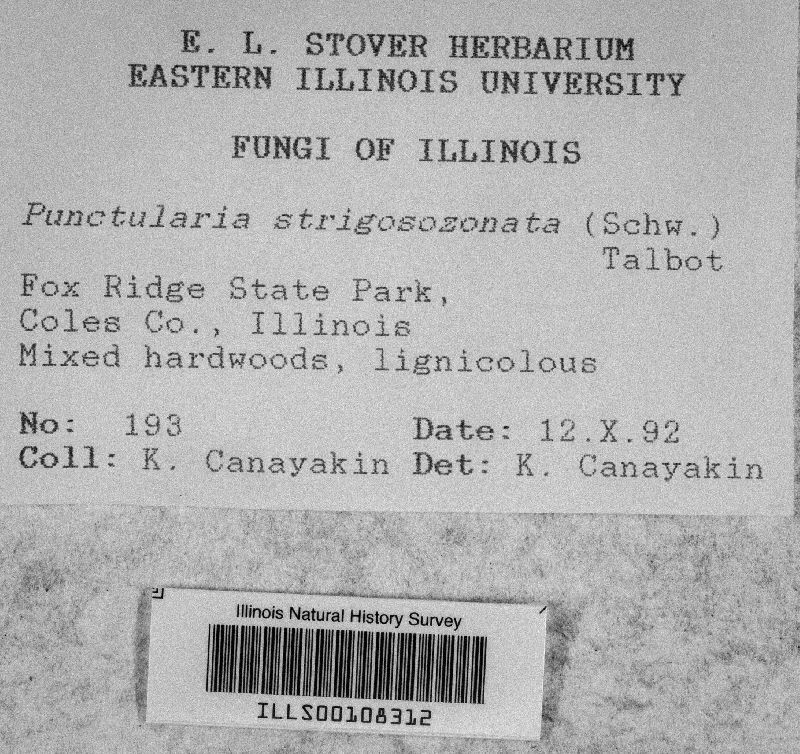 E. L. STOVER HERBARIUM
EASTERN ILLINOIS UNIVERSITY
FUNGI OF ILLINOIS
Punctularia strigosozonata (Schw.)
Talbot
Fox Ridge State Park,
Coles Co., Illinois
Mixed hardwoods, lignicolous
No: 193 Date: 12.X.92
Coll: K. Canayakin Det: K. Canayakin
Illinois Natural History Survey
ILLS00108312